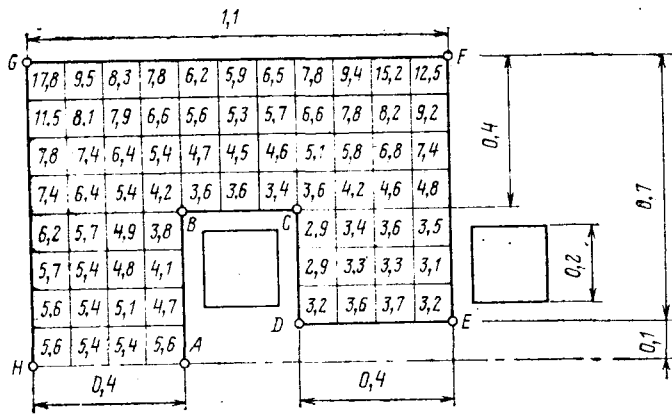 1,1
G F
17,8 9,5 8,3 7,8 6,2 5,9 6,5 7,8 9,4 15,2 12,5
11,5 8,1 7,9 6,6 5,6 5,3 5,7 6,6 7,8 8,2 9,2
7,8 7,4 6,4 5,4 4,7 4,5 4,6 5,1 5,8 6,8 7,4
7,4 6,4 5,4 4,2 3,6 3,6 3,4 3,6 4,2 4,6 4,8
0,4
0,7
B C
6,2 5,7 4,9 3,8 2,9 3,4 3,6 3,5
5,7 5,4 4,8 4,1 2,9 3,3 3,3 3,1
0,2
5,6 5,4 5,1 4,7 3,2 3,6 3,7 3,2
D E
5,6 5,4 5,4 5,6
H A
0,1
0,4 0,4